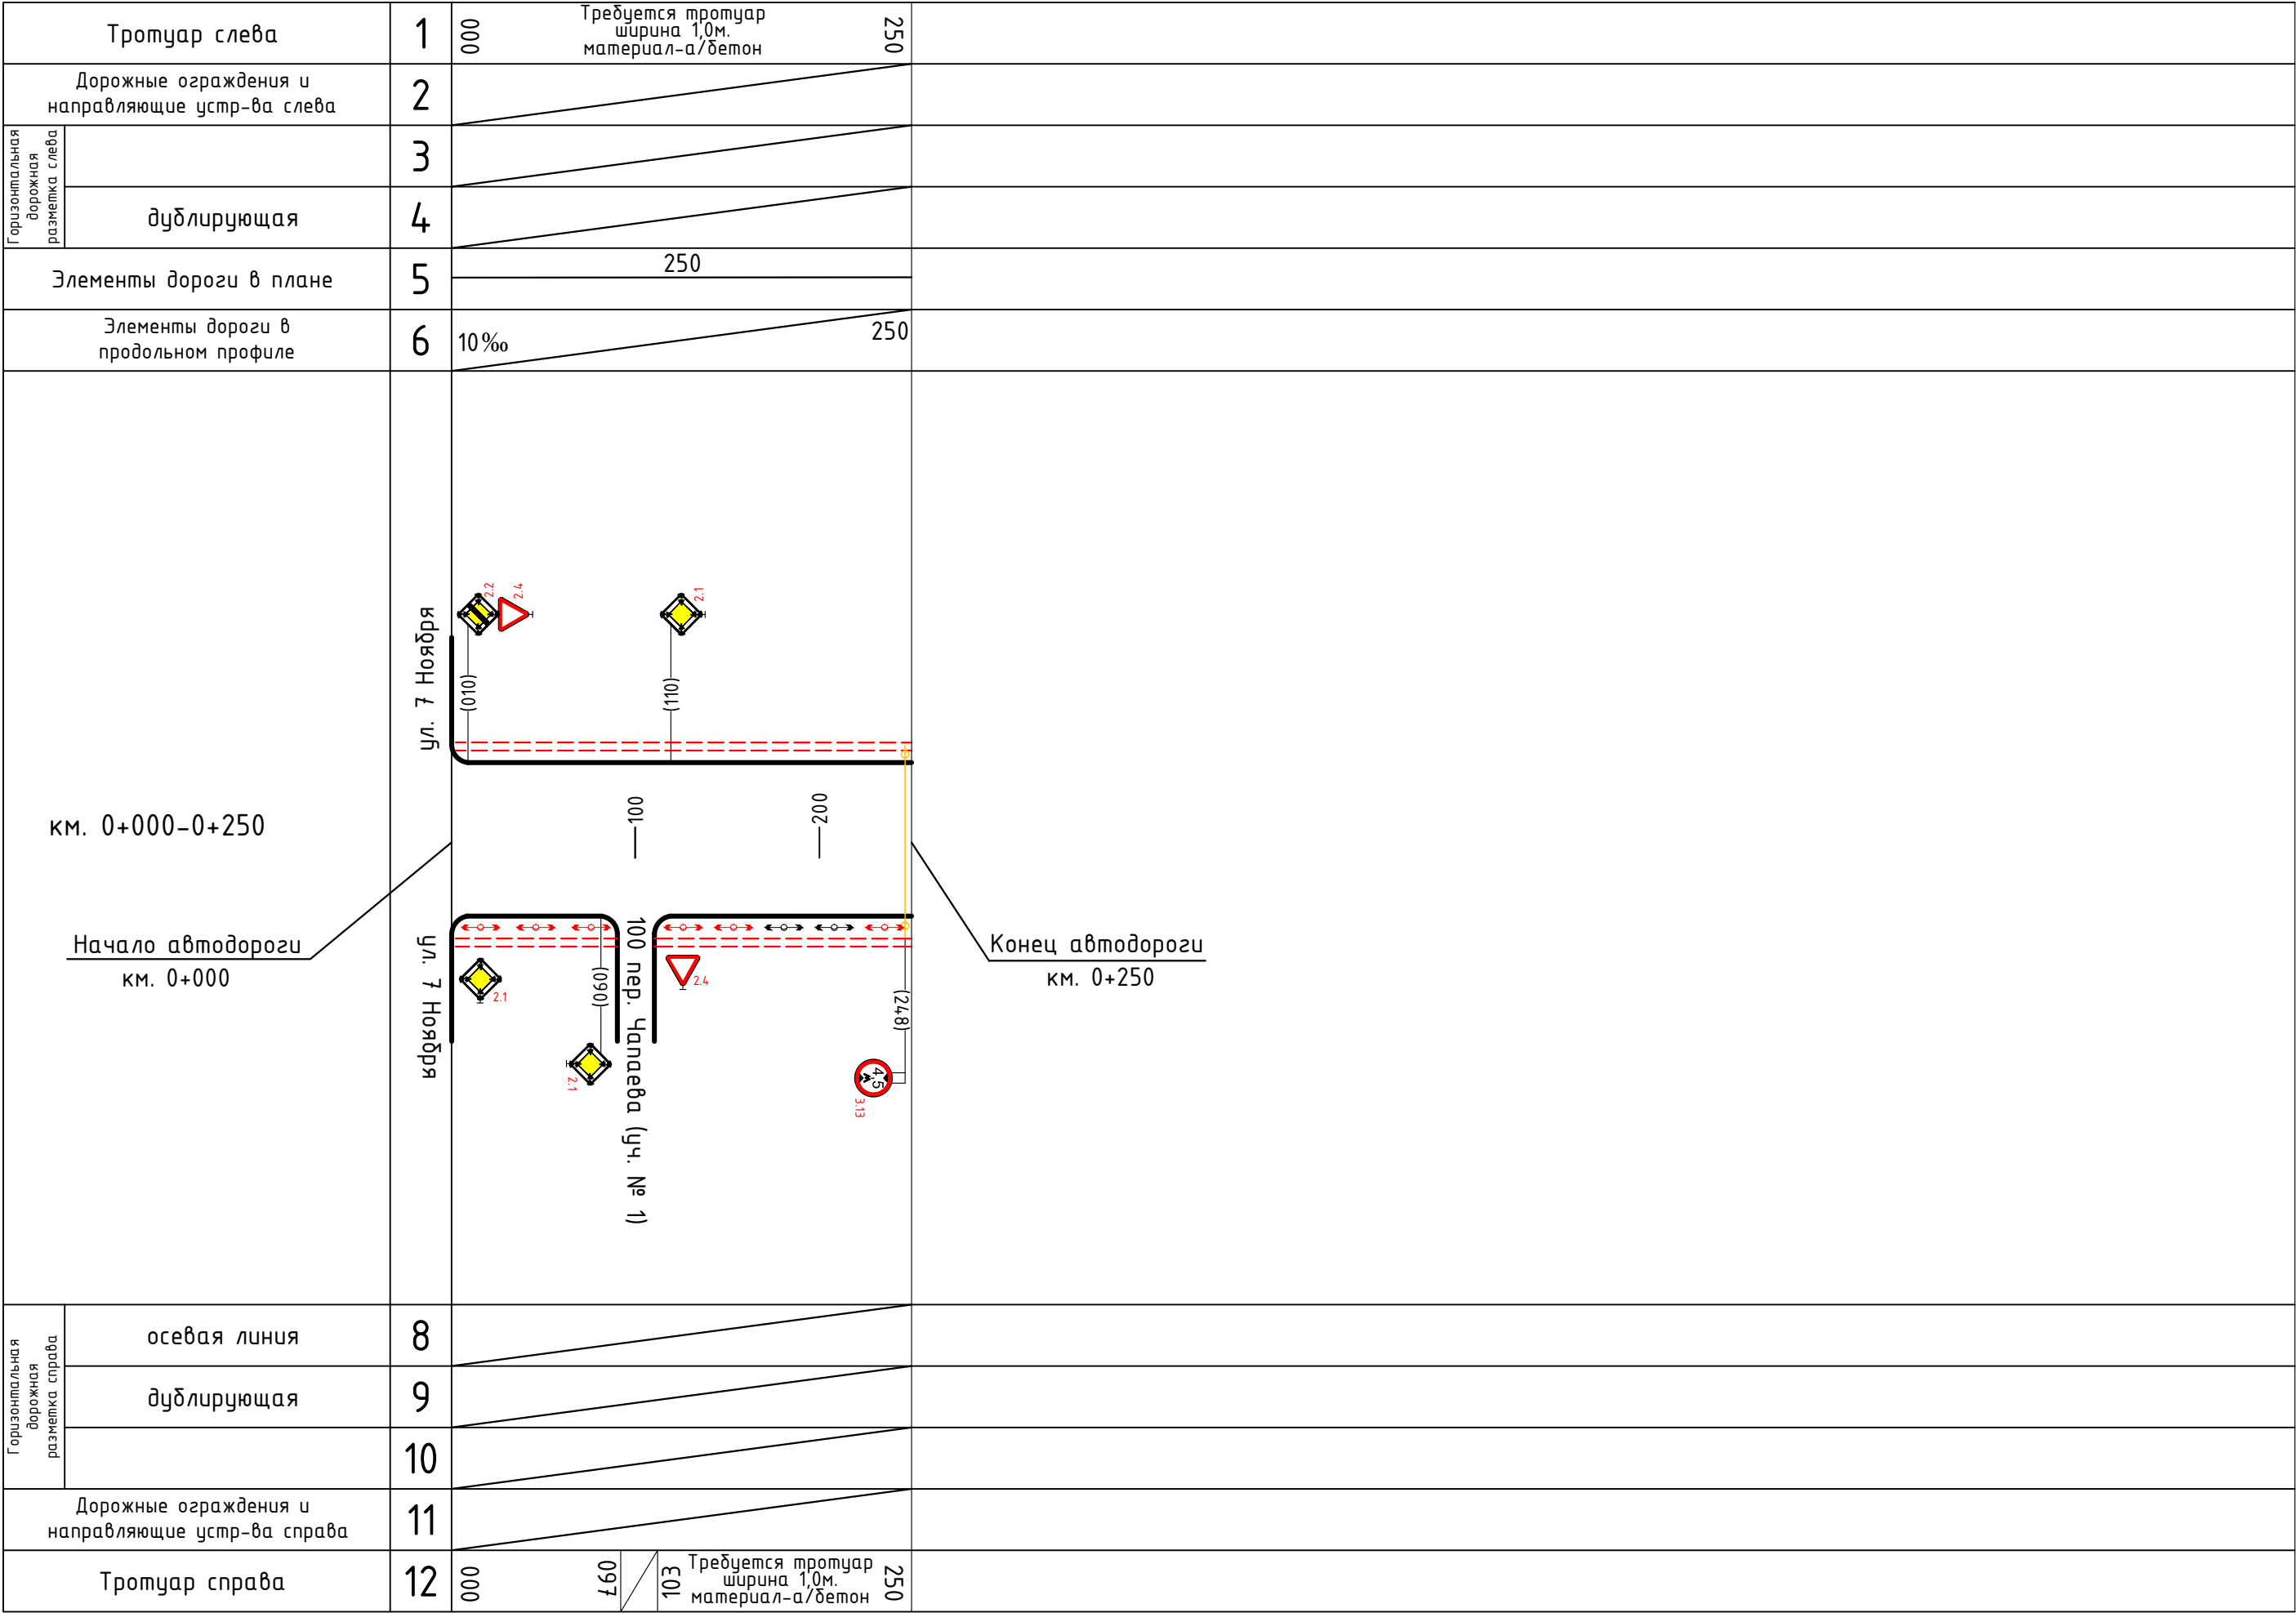 Тротуар слева
1
000
Требуется тротуар
ширина 1,0м.
материал-а/бетон
250
Дорожные ограждения и
направляющие устр-ва слева
2
Горизонтальная
дорожная
разметка слева
3
дублирующая
4
Элементы дороги в плане
5
250
Элементы дороги в
продольном профиле
6
10‰
250
2.2
2.4
2.1
ул. 7 Ноября
(010)
(110)
км. 0+000-0+250
100
200
Начало автодороги
км. 0+000
ул. 7 Ноября
2.1
(090)
2.1
100 пер. Чапаева (уч. № 1)
2.4
(248)
4,5
3.13
Конец автодороги
км. 0+250
Горизонтальная
дорожная
разметка справа
осевая линия
8
дублирующая
9
10
Дорожные ограждения и
направляющие устр-ва справа
11
Тротуар справа
12
000
097
103
Требуется тротуар
ширина 1,0м.
материал-а/бетон
250